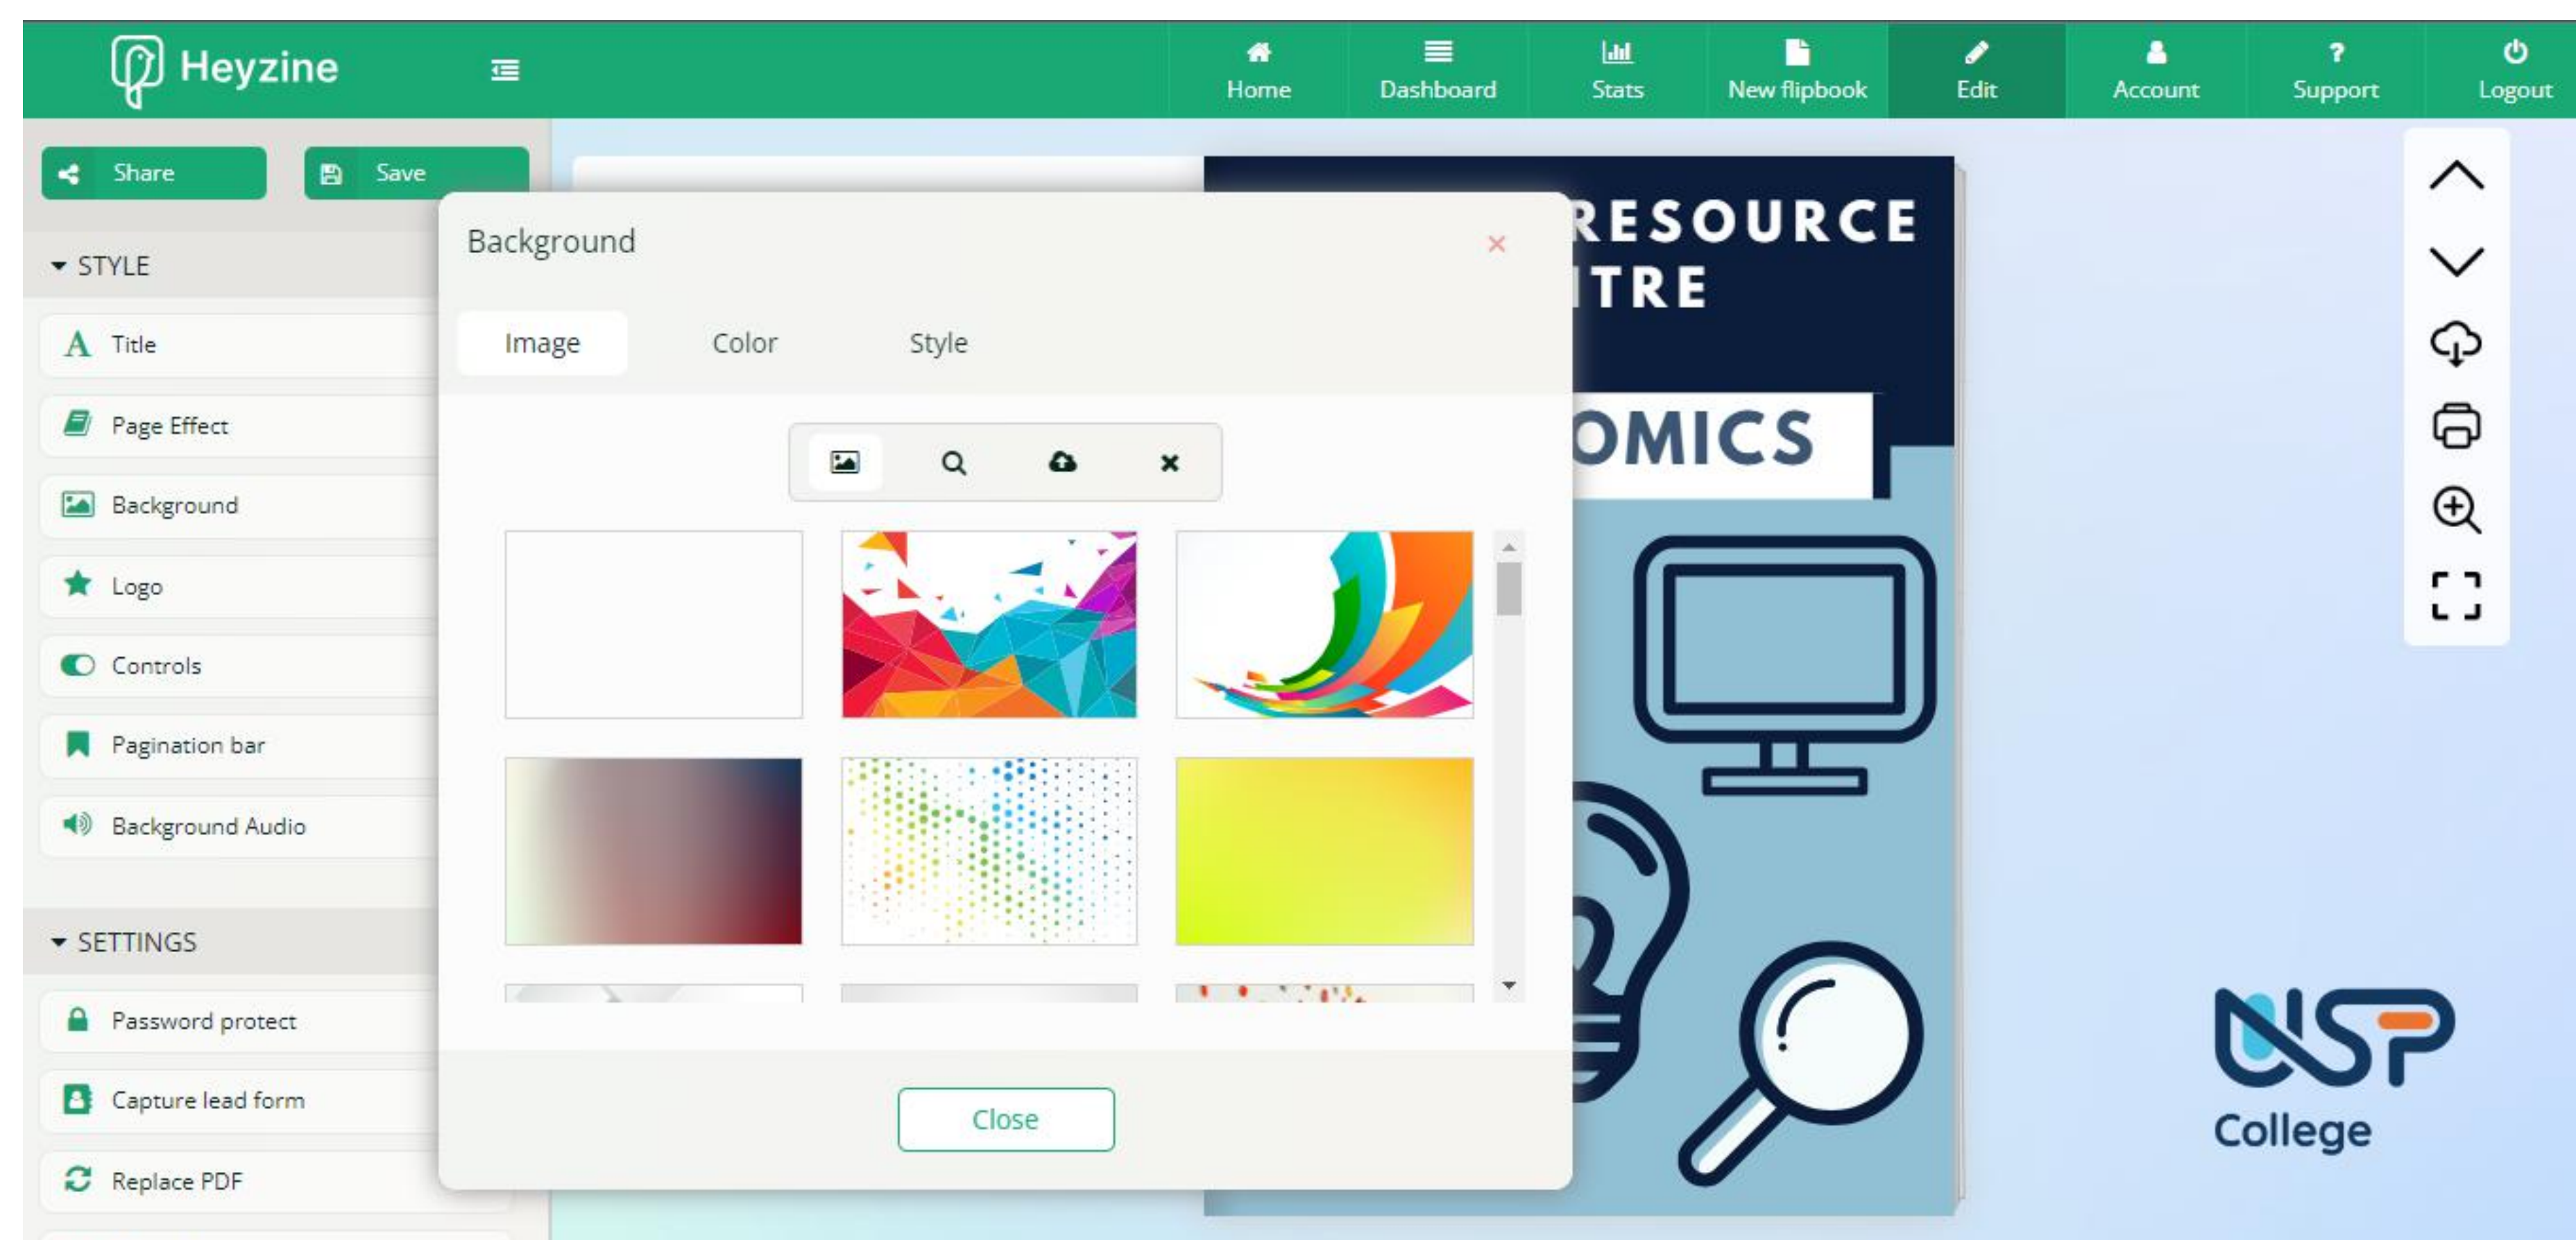 Heyzine
Home
Dashboard
Stats
New flipbook
Edit
Account
Support
Logout
Share
Save
STYLE
Title
Page Effect
Background
Logo
Controls
Pagination bar
Background Audio
SETTINGS
Password protect
Capture lead form
Replace PDF
Background
Image
Color
Style
Close
RESOURCE
TRE
OMICS
USP
College